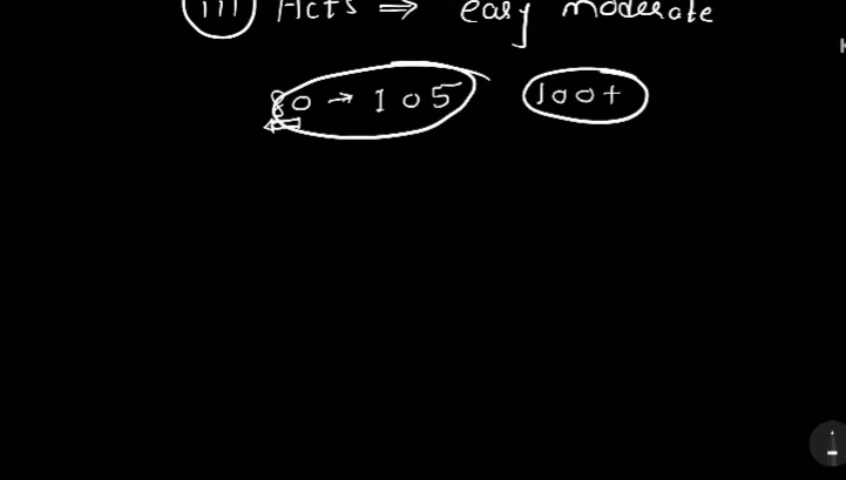 (iii) Acts ⇒ easy moderate
80 → 105 100+